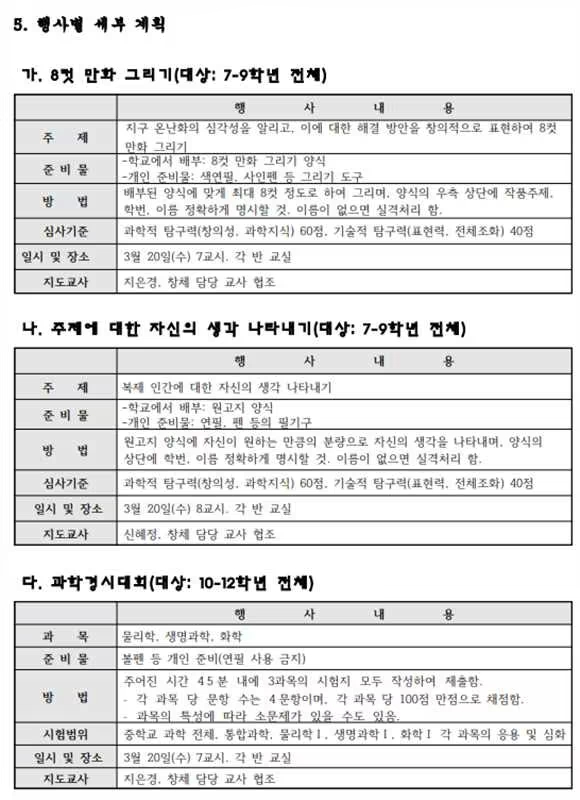 5. 행사별 세부 계획
가. 8컷 만화 그리기(대상: 7-9학년 전체)
행 사 내 용
주 제 지구 온난화의 심각성을 알리고, 이에 대한 해결 방안을 창의적으로 표현하여 8컷
만화 그리기
준 비 물 -학교에서 배부: 8컷 만화 그리기 양식
-개인 준비물: 색연필, 사인펜 등 그리기 도구
방 법 배부된 양식에 맞게 최대 8컷 정도로 하여 그리며, 양식의 우측 상단에 작품주제,
학번, 이름 정확하게 명시할 것. 이름이 없으면 실격처리 함.
심사기준 과학적 탐구력(창의성, 과학지식) 60점, 기술적 탐구력(표현력, 전체조화) 40점
일시 및 장소 3월 20일(수) 7교시, 각 반 교실
지도교사 지은경, 창체 담당 교사 협조
나. 주제에 대한 자신의 생각 나타내기(대상: 7-9학년 전체)
행 사 내 용
주 제 복제 인간에 대한 자신의 생각 나타내기
준 비 물 -학교에서 배부: 원고지 양식
-개인 준비물: 연필, 펜 등의 필기구
방 법 원고지 양식에 자신이 원하는 만큼의 분량으로 자신의 생각을 나타내며, 양식의
상단에 학번, 이름 정확하게 명시할 것. 이름이 없으면 실격처리 함.
심사기준 과학적 탐구력(창의성, 과학지식) 60점, 기술적 탐구력(표현력, 전체조화) 40점
일시 및 장소 3월 20일(수) 8교시, 각 반 교실
지도교사 신혜정, 창체 담당 교사 협조
다. 과학경시대회(대상: 10-12학년 전체)
행 사 내 용
과 목 물리학, 생명과학, 화학
준 비 물 볼펜 등 개인 준비(연필 사용 금지)
방 법 주어진 시간 45분 내에 3과목의 시험지 모두 작성하여 제출함.
- 각 과목 당 문항 수는 4문항이며, 각 과목 당 100점 만점으로 채점함.
- 과목의 특성에 따라 소문제가 있을 수도 있음.
시험범위 중학교 과학 전체, 통합과학, 물리학Ⅰ, 생명과학Ⅰ, 화학Ⅰ 각 과목의 응용 및 심화
일시 및 장소 3월 20일(수) 7교시, 각 반 교실
지도교사 지은경, 창체 담당 교사 협조